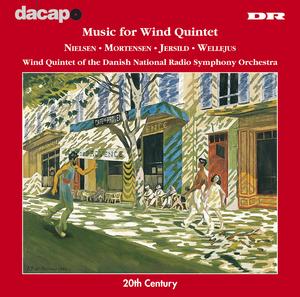 dacapo
DR
Music for Wind Quintet
NIELSEN · MORTENSEN · JERSILD · WELLEJUS
Wind Quintet of the Danish National Radio Symphony Orchestra
20th Century